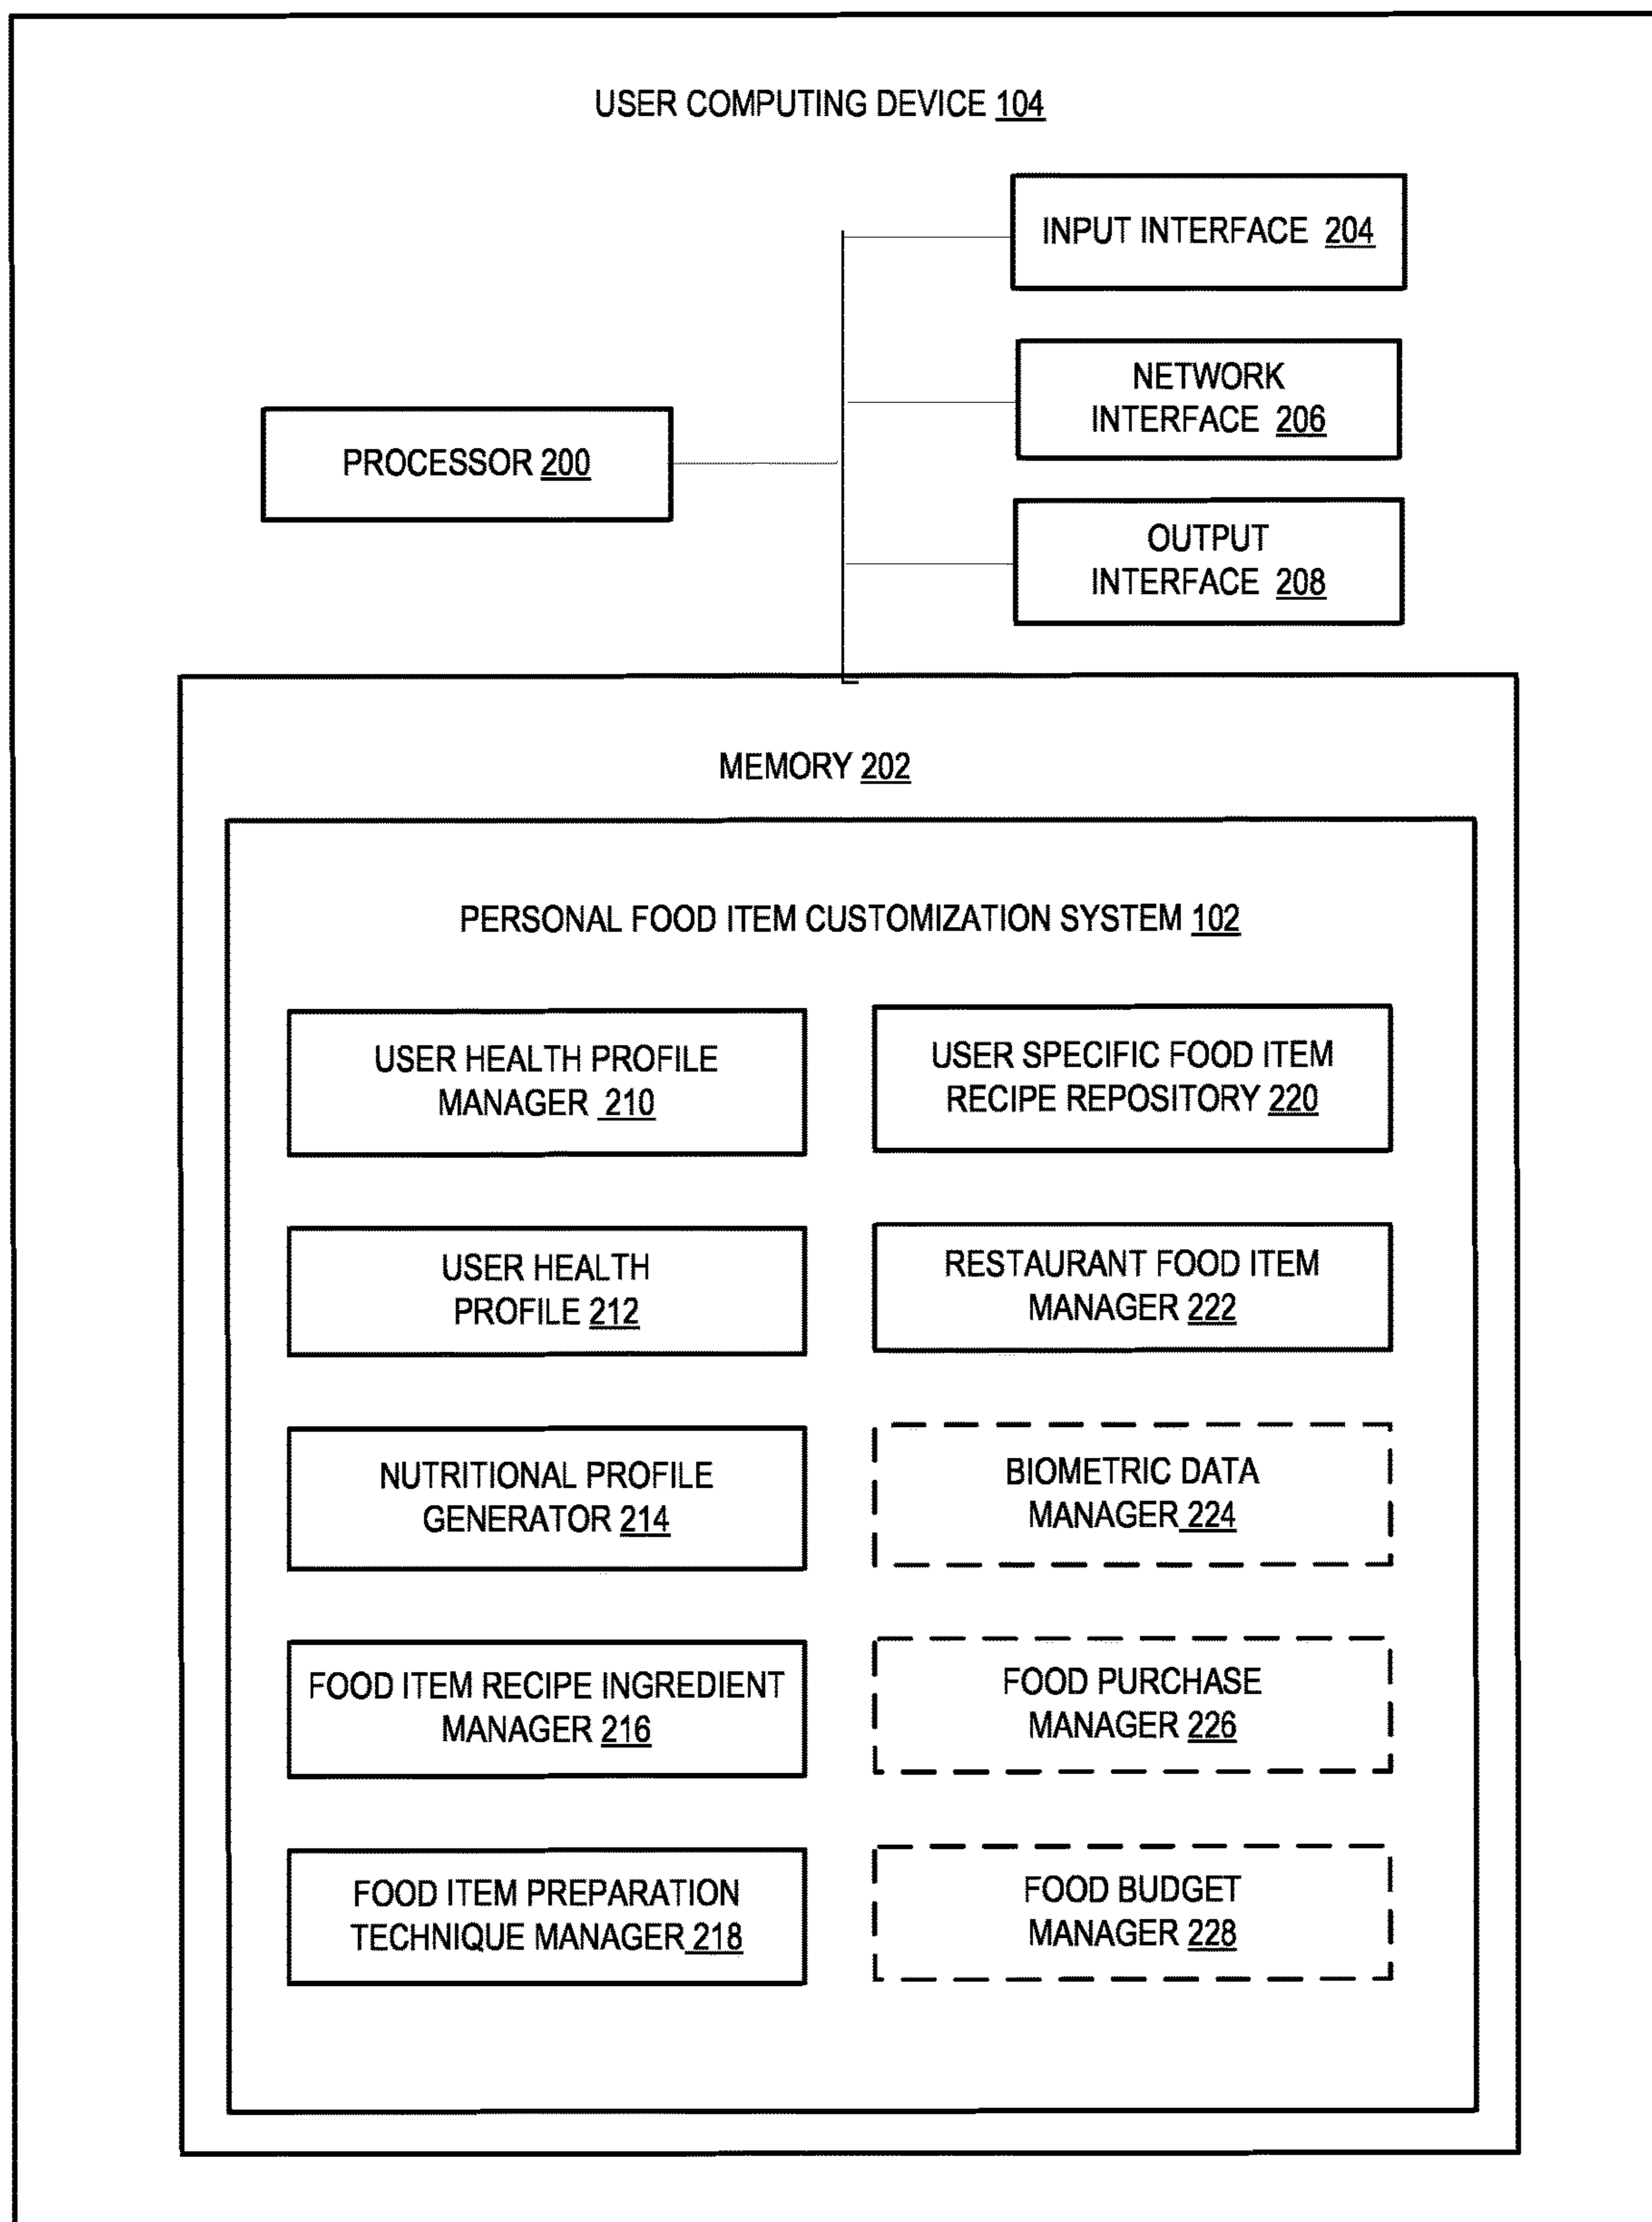 USER COMPUTING DEVICE 104
INPUT INTERFACE 204
NETWORK
INTERFACE 206
PROCESSOR 200
OUTPUT
INTERFACE 208
MEMORY 202
PERSONAL FOOD ITEM CUSTOMIZATION SYSTEM 102
USER HEALTH PROFILE
MANAGER 210
USER SPECIFIC FOOD ITEM
RECIPE REPOSITORY 220
USER HEALTH
PROFILE 212
RESTAURANT FOOD ITEM
MANAGER 222
NUTRITIONAL PROFILE
GENERATOR 214
BIOMETRIC DATA
MANAGER 224
FOOD ITEM RECIPE INGREDIENT
MANAGER 216
FOOD PURCHASE
MANAGER 226
FOOD ITEM PREPARATION
TECHNIQUE MANAGER 218
FOOD BUDGET
MANAGER 228